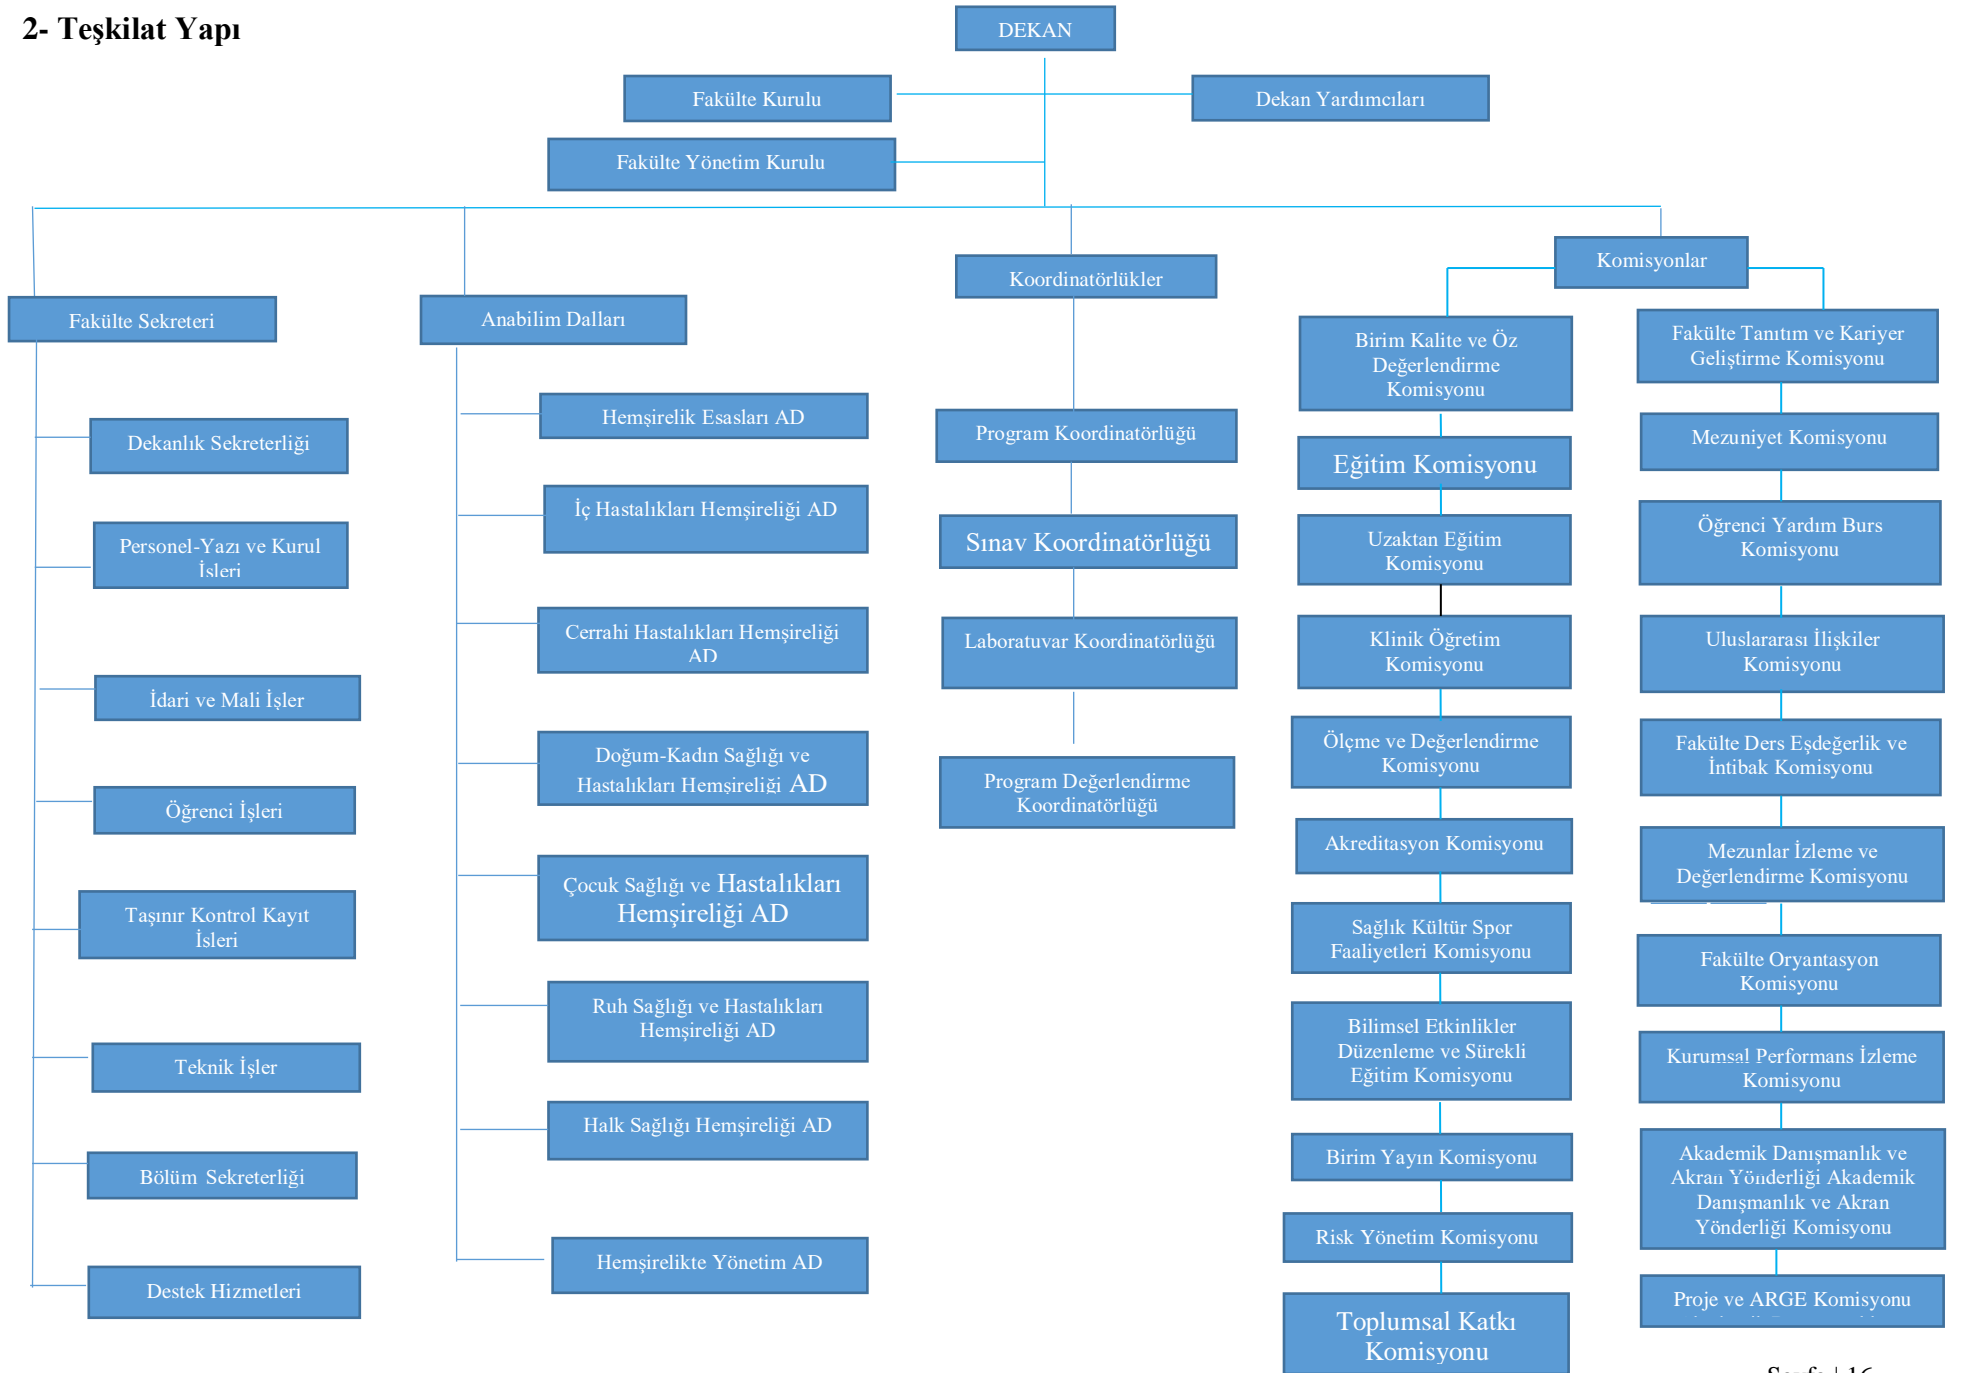 2- Teşkilat Yapı
DEKAN
Fakülte Kurulu
Dekan Yardımcıları
Fakülte Yönetim Kurulu
Fakülte Sekreteri
Dekanlık Sekreterliği
Personel-Yazı ve Kurul
İsleri
İdari ve Mali İşler
Öğrenci İşleri
Taşınır Kontrol Kayıt
İsleri
Teknik İşler
Bölüm Sekreterliği
Destek Hizmetleri
Anabilim Dalları
Hemşirelik Esasları AD
İç Hastalıkları Hemşireliği AD
Cerrahi Hastalıkları Hemşireliği
AD
Doğum-Kadın Sağlığı ve
Hastalıkları Hemşireliği AD
Çocuk Sağlığı ve Hastalıkları
Hemşireliği AD
Ruh Sağlığı ve Hastalıkları
Hemşireliği AD
Halk Sağlığı Hemşireliği AD
Hemşirelikte Yönetim AD
Koordinatörlükler
Program Koordinatörlüğü
Sınav Koordinatörlüğü
Laboratuvar Koordinatörlüğü
Program Değerlendirme
Koordinatörlüğü
Komisyonlar
Birim Kalite ve Öz
Değerlendirme
Komisyonu
Eğitim Komisyonu
Uzaktan Eğitim
Komisyonu
Klinik Öğretim
Komisyonu
Ölçme ve Değerlendirme
Komisyonu
Akreditasyon Komisyonu
Sağlık Kültür Spor
Faaliyetleri Komisyonu
Bilimsel Etkinlikler
Düzenleme ve Sürekli
Eğitim Komisyonu
Birim Yayın Komisyonu
Risk Yönetim Komisyonu
Toplumsal Katkı
Komisyonu
Fakülte Tanıtım ve Kariyer
Geliştirme Komisyonu
Mezuniyet Komisyonu
Öğrenci Yardım Burs
Komisyonu
Uluslararası İlişkiler
Komisyonu
Fakülte Ders Eşdeğerlik ve
İntibak Komisyonu
Mezunlar İzleme ve
Değerlendirme Komisyonu
Fakülte Oryantasyon
Komisyonu
Kurumsal Performans İzleme
Komisyonu
Akademik Danışmanlık ve
Akran Yönderliği Akademik
Danışmanlık ve Akran
Yönderliği Komisyonu
Proje ve ARGE Komisyonu
Sayfa | 16